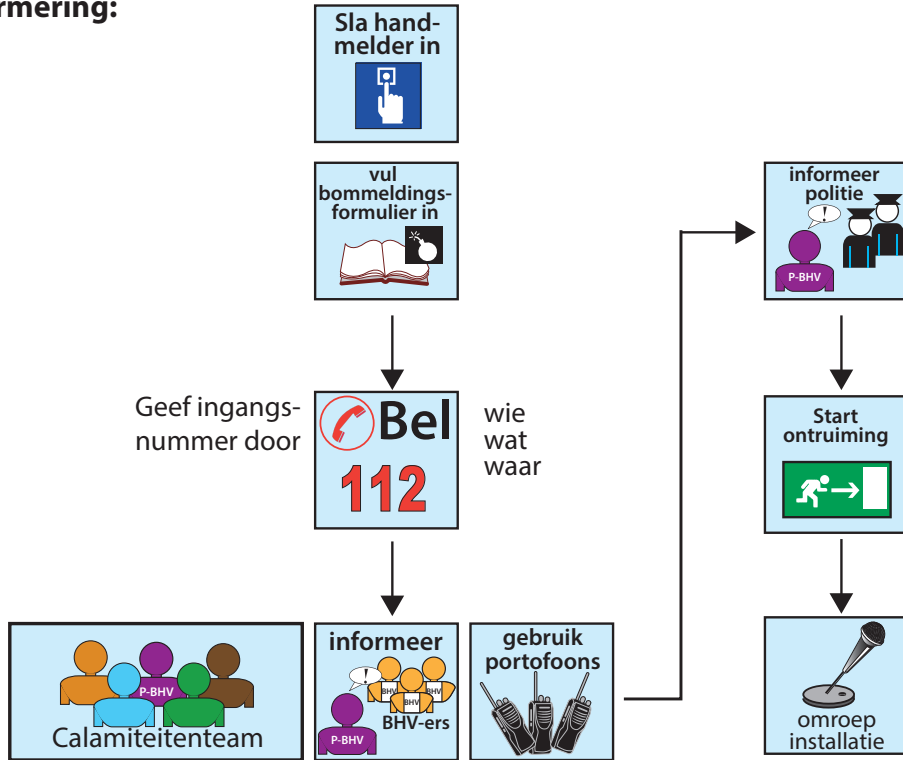 rmering:
Sla hand-
melder in
vul
bommeldings-
formulier in
Geef ingangs-
nummer door
Bel
112
wie
wat
waar
Calamiteitenteam
P-BHV
informeer
!
BHV
BHV
BHV
BHV-ers
P-BHV
gebruik
portofoons
informeer
politie
!
P-BHV
Start
ontruiming
omroep
installatie